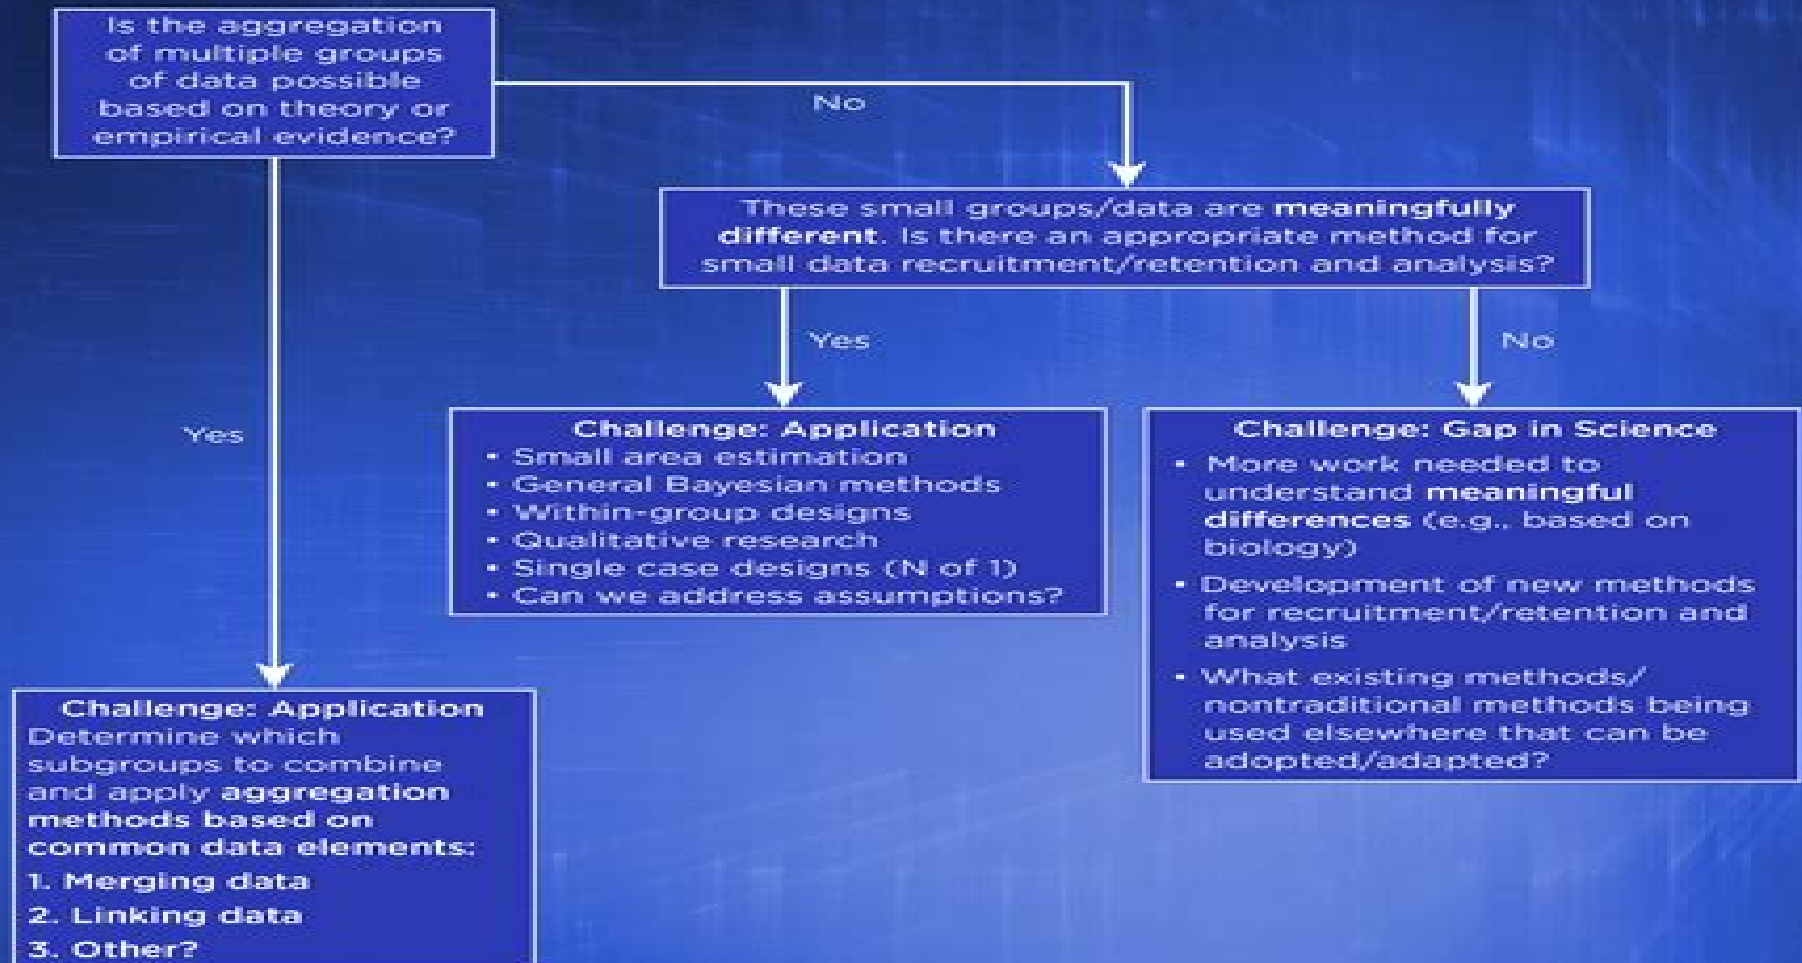 Is the aggregation
of multiple groups
of data possible
based on theory or
empirical evidence?
No
These small groups/data are meaningfully
different. Is there an appropriate method for
small data recruitment/retention and analysis?
Yes
No
Yes
Challenge: Application
• Small area estimation
• General Bayesian methods
• Within-group designs
• Qualitative research
• Single case designs (N of 1)
• Can we address assumptions?
Challenge: Gap in Science
• More work needed to
understand meaningful
differences (e.g., based on
biology)
• Development of new methods
for recruitment/retention and
analysis
• What existing methods/
nontraditional methods being
used elsewhere that can be
adopted/adapted?
Challenge: Application
Determine which
subgroups to combine
and apply aggregation
methods based on
common data elements:
1. Merging data
2. Linking data
3. Other?